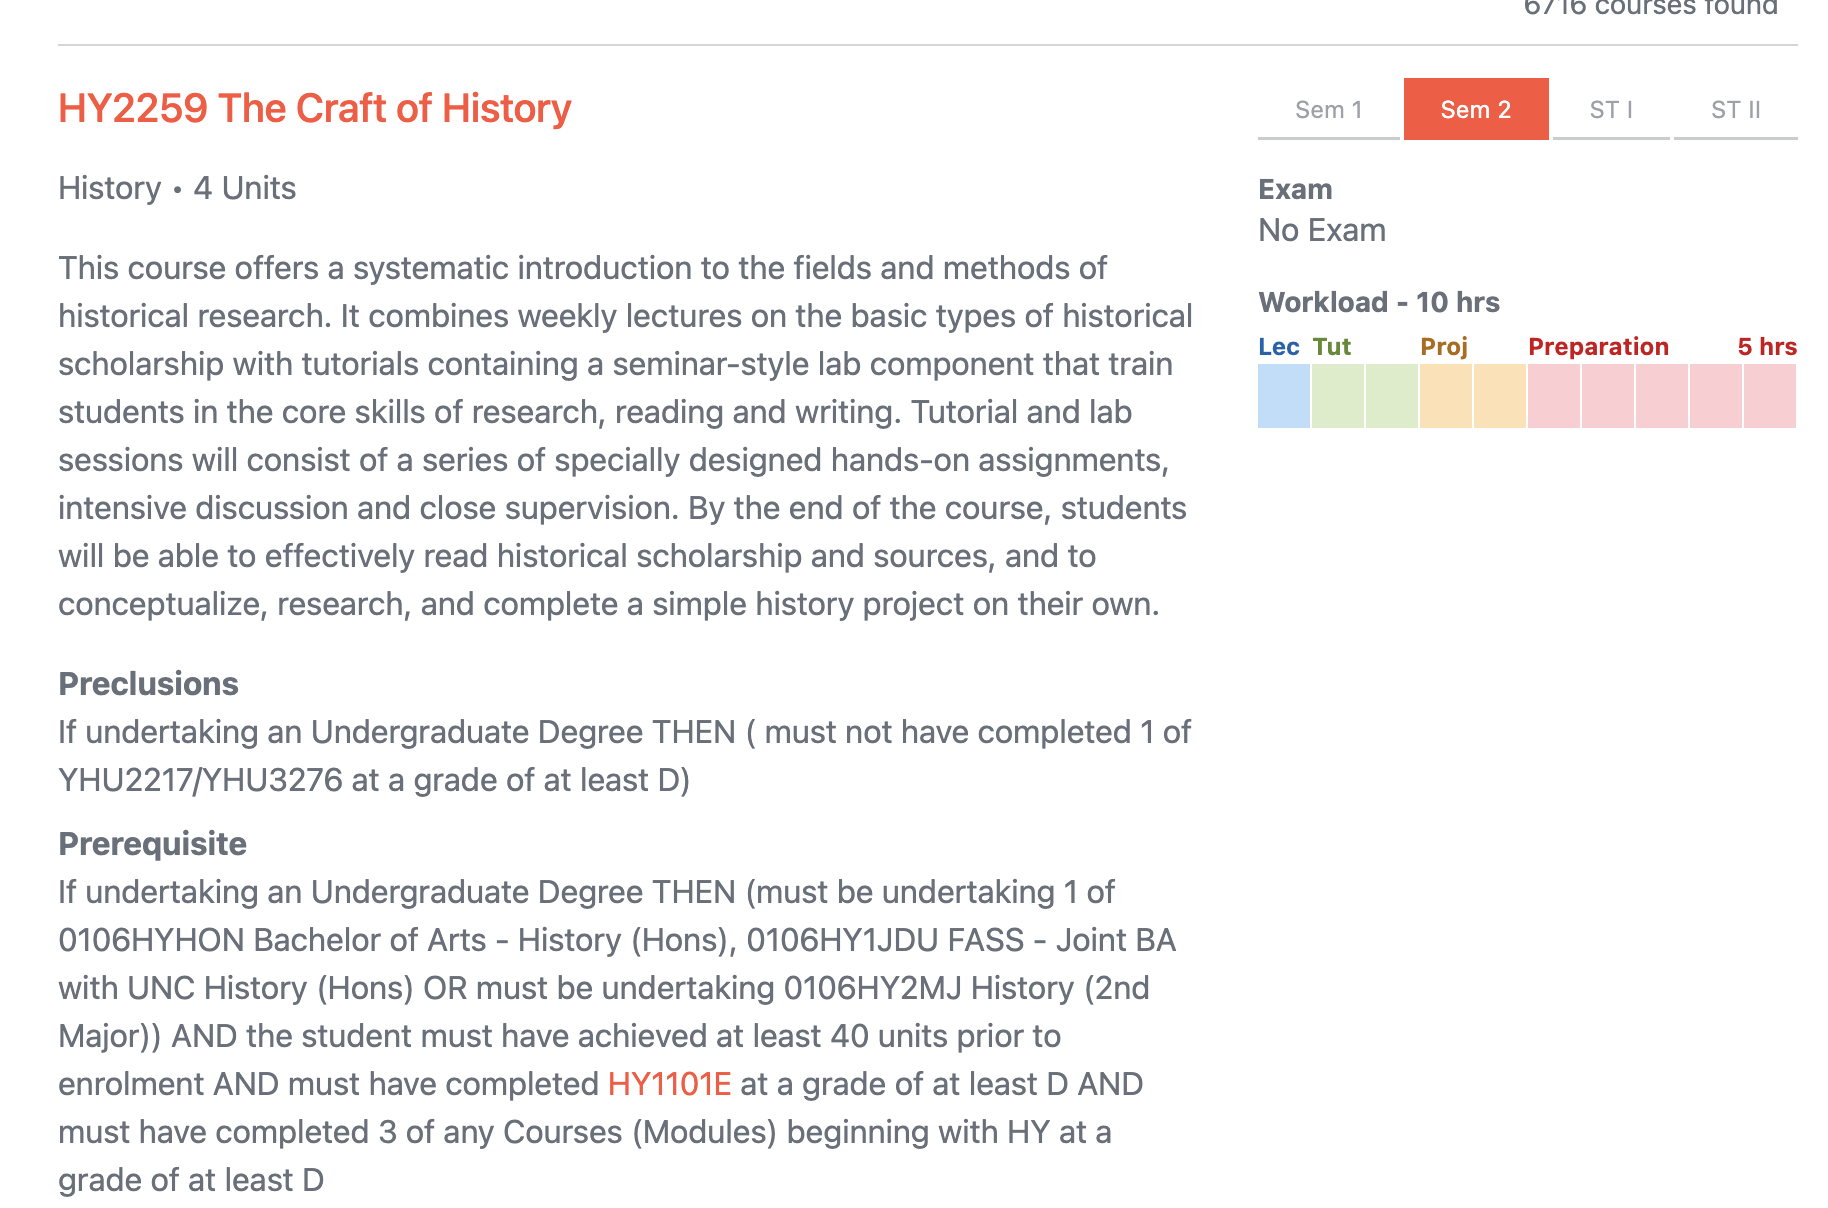 6716 courses found
HY2259 The Craft of History
Sem 1
Sem 2
ST I
ST II
History • 4 Units
Exam
No Exam
This course offers a systematic introduction to the fields and methods of
historical research. It combines weekly lectures on the basic types of historical
scholarship with tutorials containing a seminar-style lab component that train
students in the core skills of research, reading and writing. Tutorial and lab
sessions will consist of a series of specially designed hands-on assignments,
intensive discussion and close supervision. By the end of the course, students
will be able to effectively read historical scholarship and sources, and to
conceptualize, research, and complete a simple history project on their own.
Workload - 10 hrs
Lec Tut Proj Preparation 5 hrs
Preclusions
If undertaking an Undergraduate Degree THEN ( must not have completed 1 of
YHU2217/YHU3276 at a grade of at least D)
Prerequisite
If undertaking an Undergraduate Degree THEN (must be undertaking 1 of
0106HYHON Bachelor of Arts - History (Hons), 0106HY1JDU FASS - Joint BA
with UNC History (Hons) OR must be undertaking 0106HY2MJ History (2nd
Major)) AND the student must have achieved at least 40 units prior to
enrolment AND must have completed HY1101E at a grade of at least D AND
must have completed 3 of any Courses (Modules) beginning with HY at a
grade of at least D